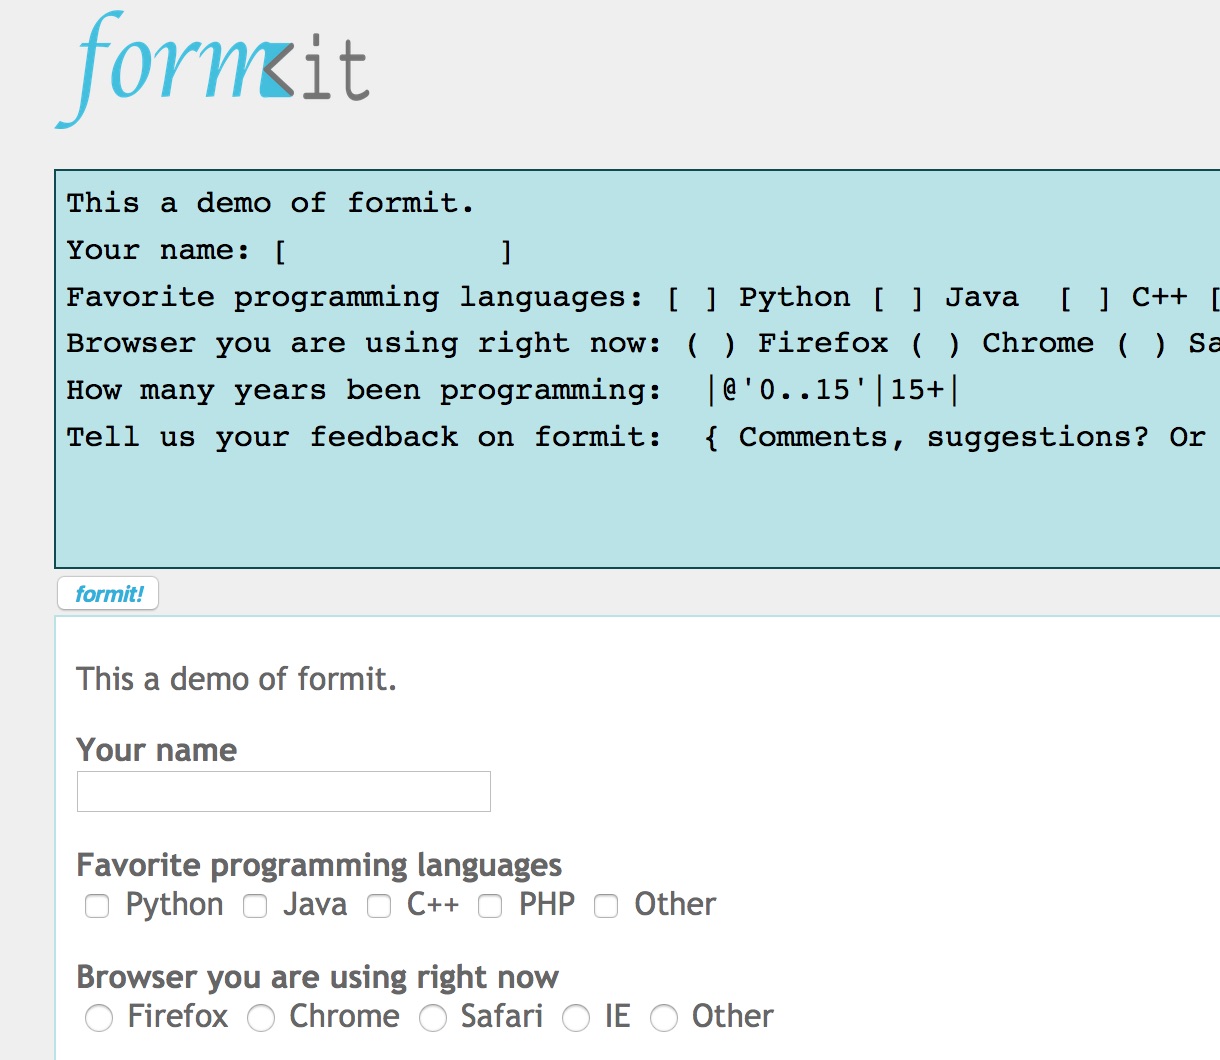 form<it
This a demo of formit.
Your name: [            ]
Favorite programming languages: [ ] Python [ ] Java  [ ] C++ [
Browser you are using right now: ( ) Firefox ( ) Chrome ( ) Sa
How many years been programming:  |@'0..15'|15+|
Tell us your feedback on formit:  { Comments, suggestions? Or
formit!
This a demo of formit.
Your name
Favorite programming languages
Python Java C++ PHP Other
Browser you are using right now
Firefox Chrome Safari IE Other